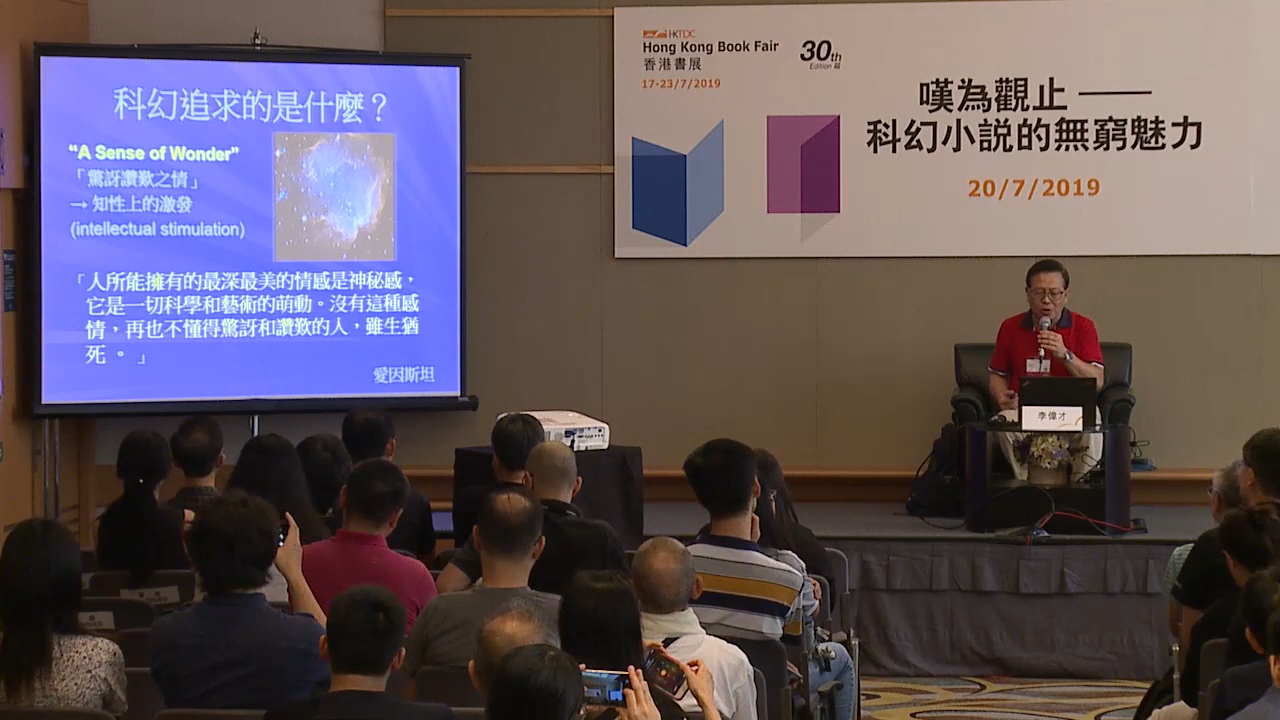 科幻追求的是什麼？
“A Sense of Wonder”
「驚訝讚歎之情」
→ 知性上的激發
(intellectual stimulation)
「人所能擁有的最深最美的情感是神秘感，
它是一切科學和藝術的萌動。沒有這種感
情，再也不懂得驚訝和讚歎的人，雖生猶
死 。 」
愛因斯坦
HKTDC
Hong Kong Book Fair
香港書展
17-23/7/2019
30th
Edition 屆
嘆為觀止 ——
科幻小説的無窮魅力
20/7/2019
李偉才